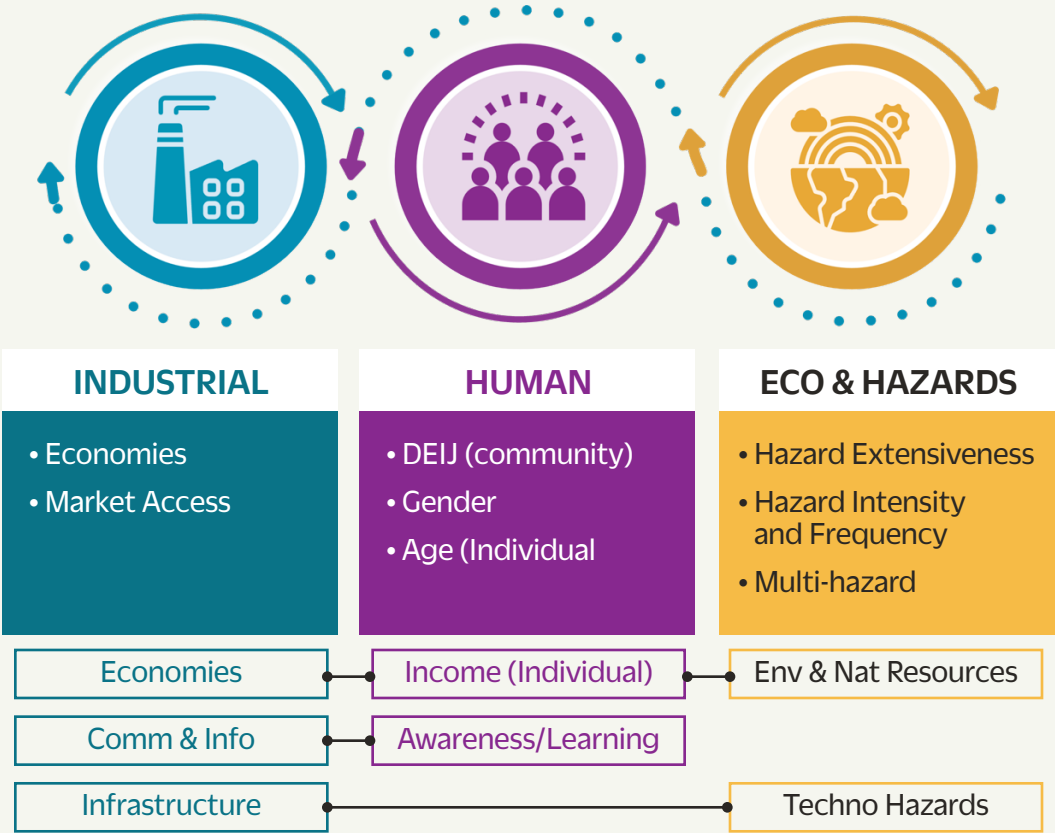 INDUSTRIAL
• Economies
• Market Access
HUMAN
• DEIJ (community)
• Gender
• Age (Individual
ECO & HAZARDS
• Hazard Extensiveness
• Hazard Intensity
and Frequency
• Multi-hazard
Economies
Income (Individual)
Env & Nat Resources
Comm & Info
Awareness/Learning
Infrastructure
Techno Hazards